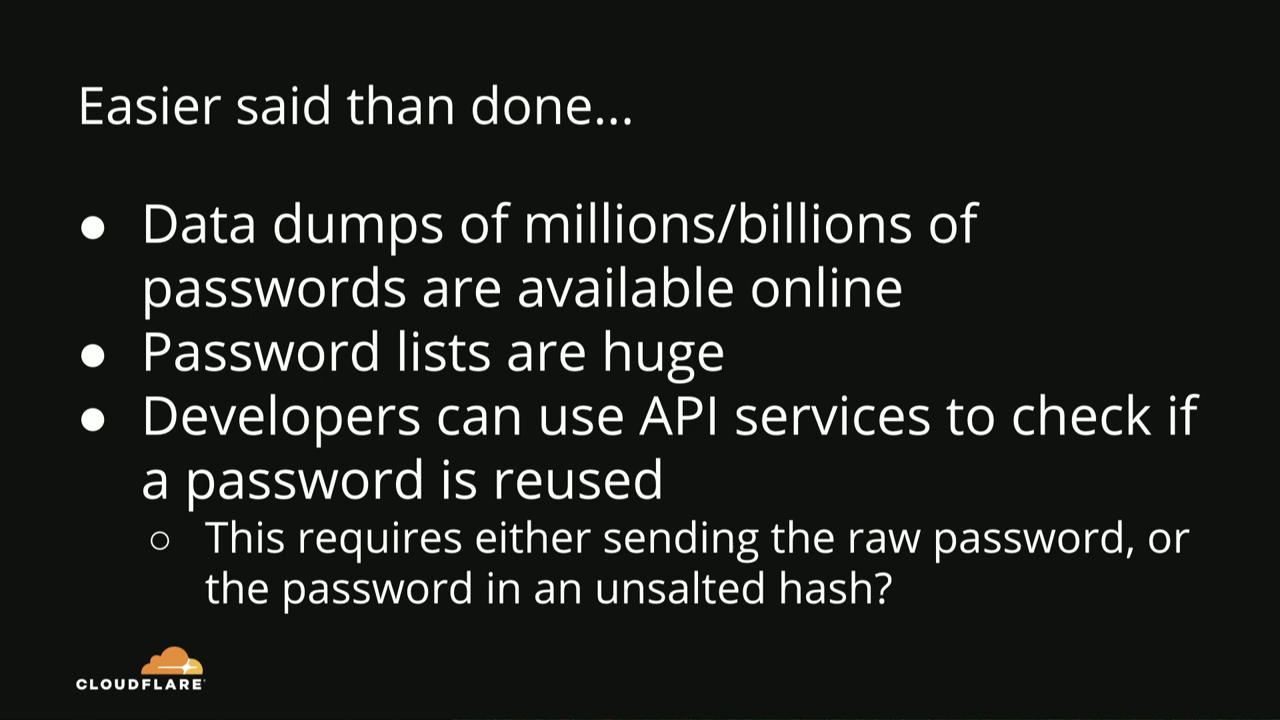 Easier said than done...
● Data dumps of millions/billions of
passwords are available online
● Password lists are huge
● Developers can use API services to check if
a password is reused
○ This requires either sending the raw password, or
the password in an unsalted hash?
CLOUDFLARE